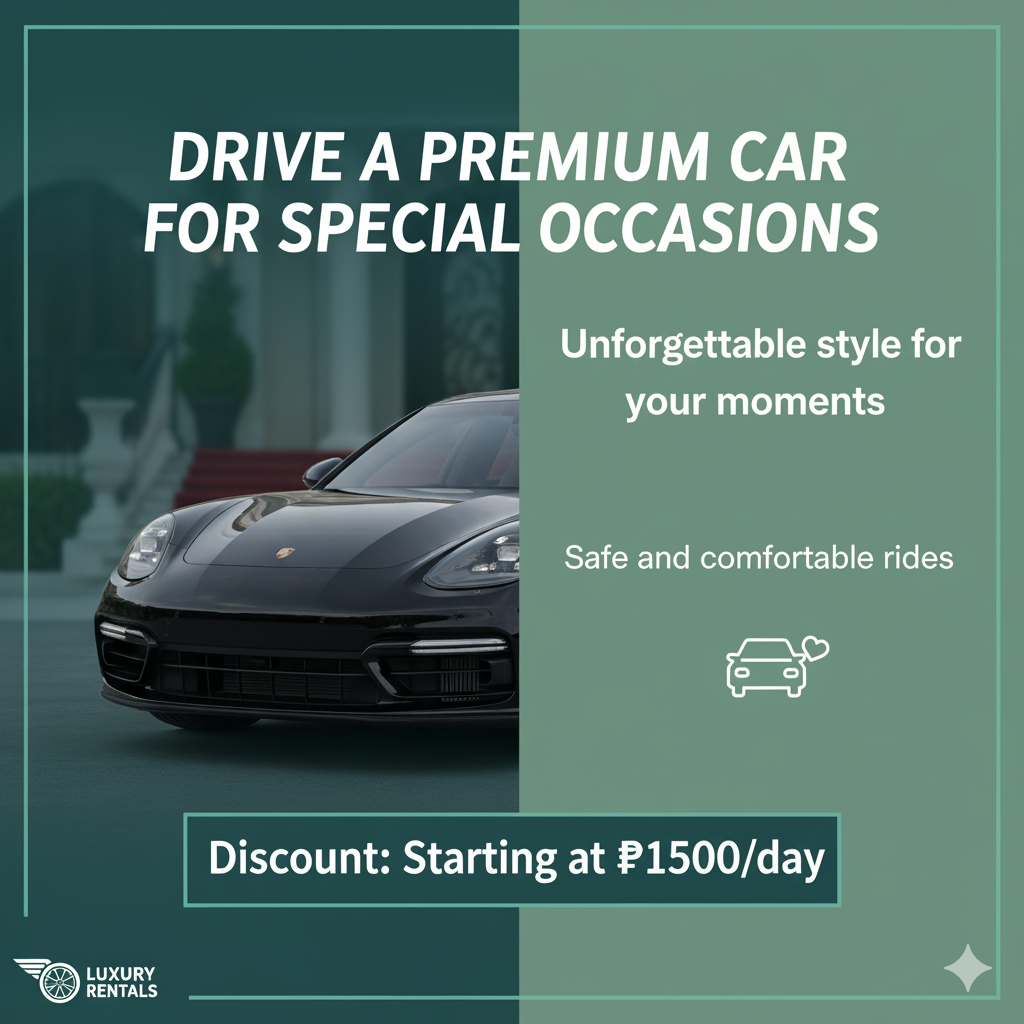 DRIVE A PREMIUM CAR
FOR SPECIAL OCCASIONS
Unforgettable style for
your moments
Safe and comfortable rides
Discount: Starting at ₱1500/day
LUXURY
RENTALS